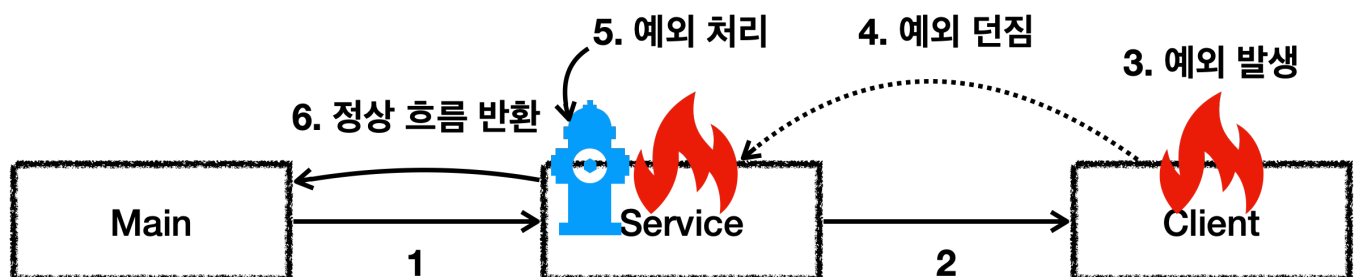 5. 예외 처리
4. 예외 던짐
3. 예외 발생
6. 정상 흐름 반환
Main
Service
Client
1
2